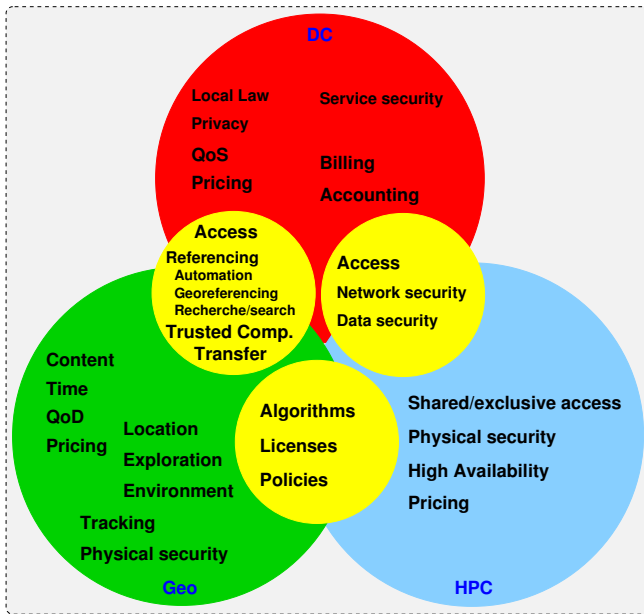 DC
Local Law
Service security
Privacy
QoS
Billing
Pricing
Accounting
Access
Referencing
Automation
Georeferencing
Recherche/search
Trusted Comp.
Transfer
Access
Network security
Data security
Content
Time
QoD
Pricing
Location
Exploration
Environment
Tracking
Physical security
Geo
Algorithms
Licenses
Policies
Shared/exclusive access
Physical security
High Availability
Pricing
HPC